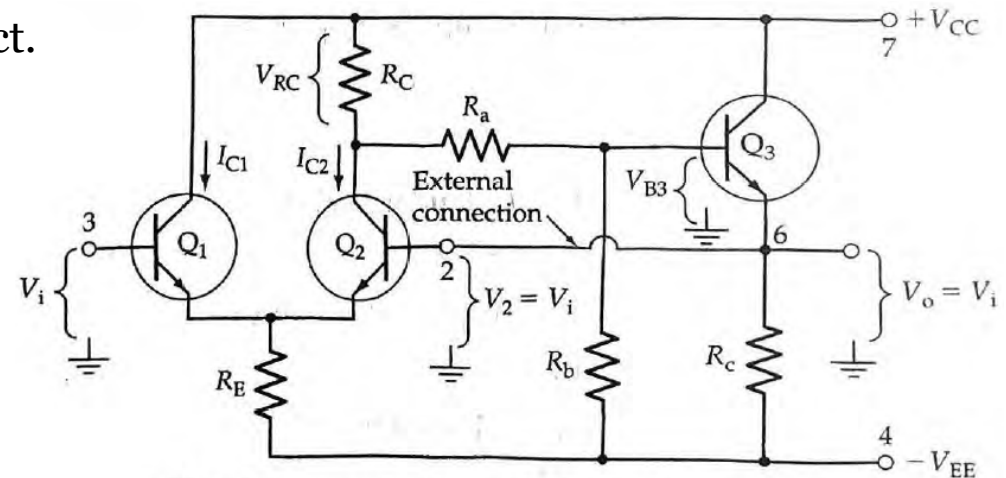 ct.
+VCC
7
VRC
RC
Ra
Q3
IC1
IC2
External
connection
VB3
3
Q1
Q2
2
6
Vi
V2 = Vi
Vo = Vi
RE
Rb
Rc
4
-VEE